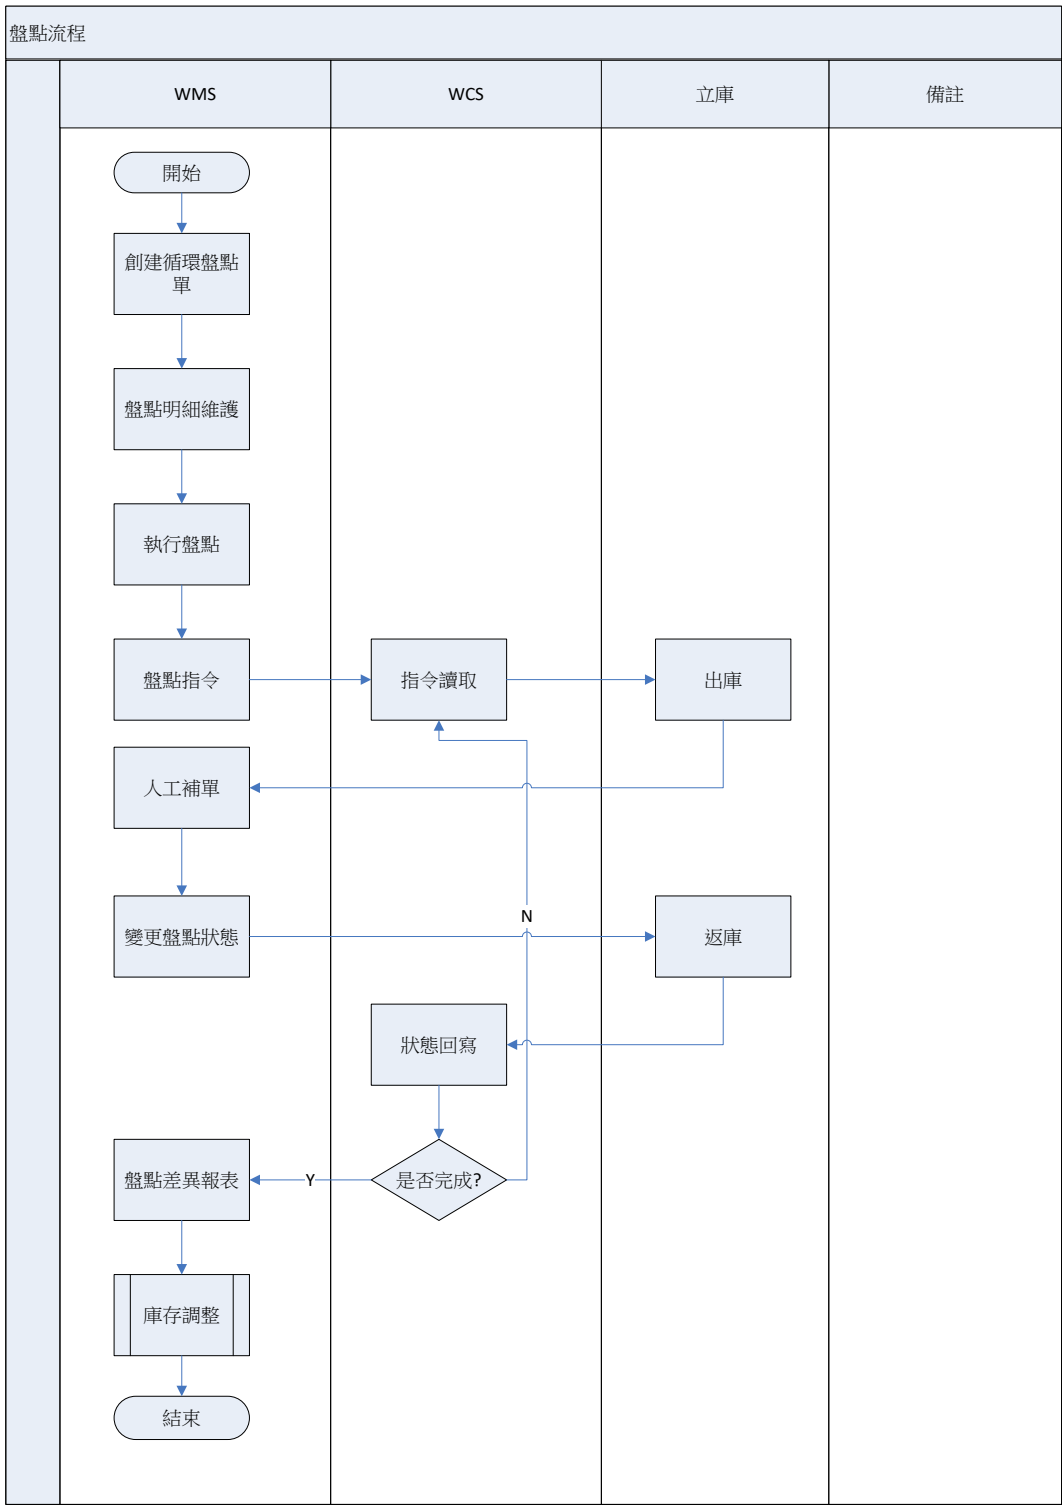 盤點流程
WMS
WCS
立庫
備註
開始
創建循環盤點
單
盤點明細維護
執行盤點
盤點指令
指令讀取
出庫
人工補單
N
變更盤點狀態
返庫
狀態回寫
盤點差異報表
Y
是否完成?
庫存調整
結束